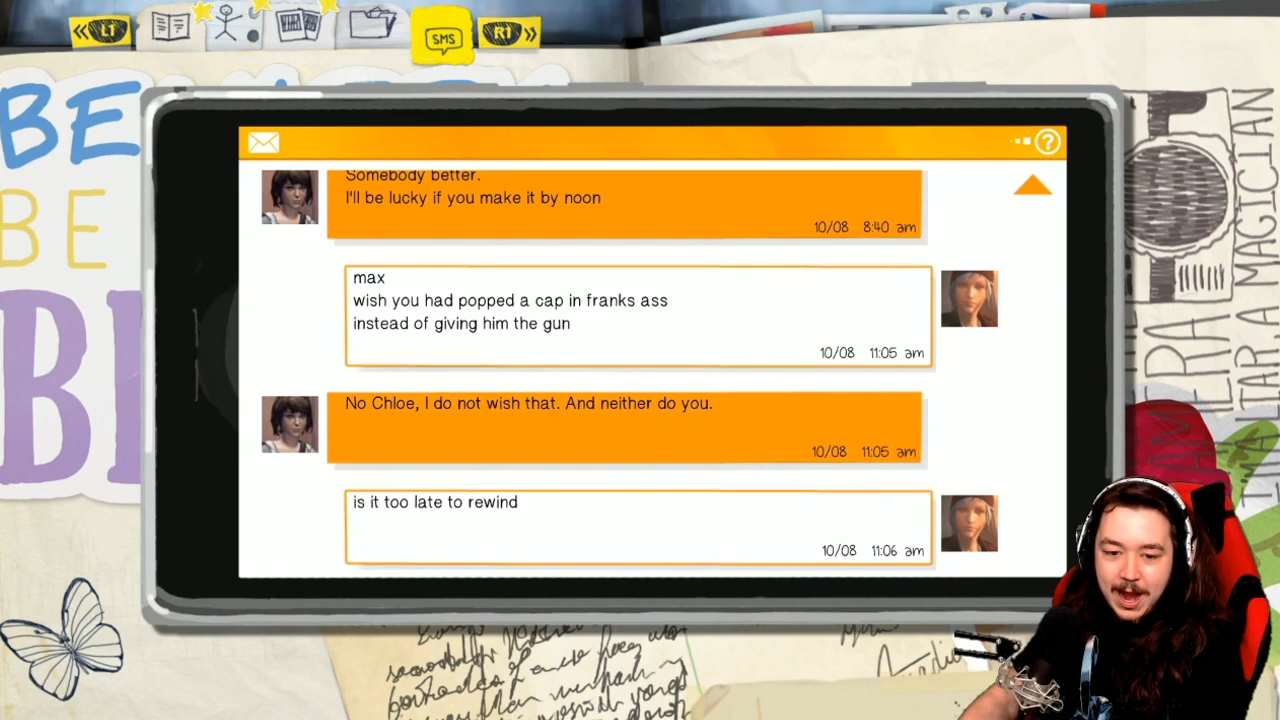 L1
SMS
R1
BE
BE
Somebody better.
I'll be lucky if you make it by noon
10/08 8:40 am
max
wish you had popped a cap in franks ass
instead of giving him the gun
10/08 11:05 am
No Chloe, I do not wish that. And neither do you.
10/08 11:05 am
is it too late to rewind
10/08 11:06 am
?
MAGICIAN